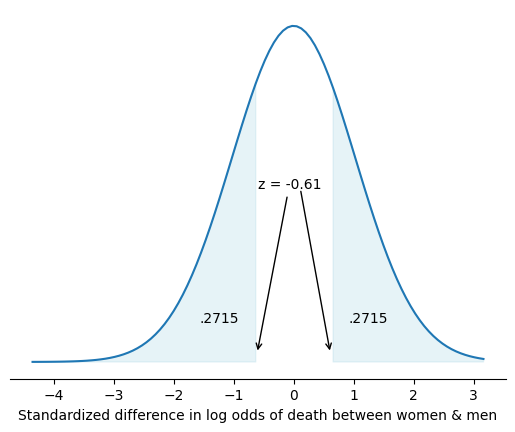 z = -0.61
.2715
.2715
−4 −3 −2 −1 0 1 2 3
Standardized difference in log odds of death between women & men